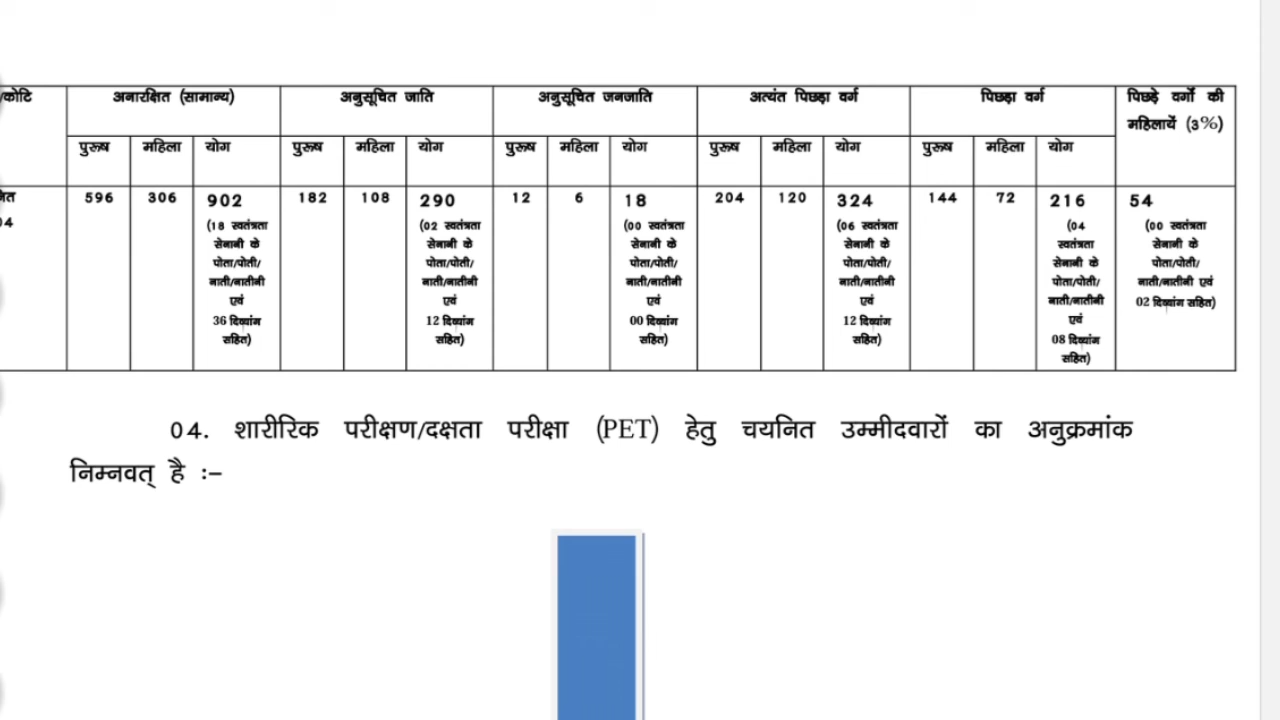 /कोटि अनारक्षित (सामान्य) अनुसूचित जाति अनुसूचित जनजाति अत्यंत पिछड़ा वर्ग पिछड़ा वर्ग पिछड़े वर्गों की
महिलायें (3%)
पुरूष महिला योग पुरूष महिला योग पुरूष महिला योग पुरूष महिला योग पुरूष महिला योग
596 306 902 182 108 290 12 6 18 204 120 324 144 72 216 54
04 (18 स्वतंत्रता (02 स्वतंत्रता (00 स्वतंत्रता (06 स्वतंत्रता (04 (00 स्वतंत्रता
सेनानी के सेनानी के सेनानी के सेनानी के स्वतंत्रता सेनानी के
पोता/पोती/ पोता/पोती/ पोता/पोती/ पोता/पोती/ सेनानी के पोता/पोती/
नाती/नातीनी नाती/नातीनी नाती/नातीनी नाती/नातीनी पोता/पोती/ नाती/नातीनी एवं
एवं एवं एवं एवं नाती/नातीनी 02 दिव्यांग सहित)
36 दिव्यांग 12 दिव्यांग 00 दिव्यांग 12 दिव्यांग एवं
सहित) सहित) सहित) सहित) 08 दिव्यांग
सहित)
04. शारीरिक परीक्षण/दक्षता परीक्षा (PET) हेतु चयनित उम्मीदवारों का अनुक्रमांक
निम्नवत् है :–